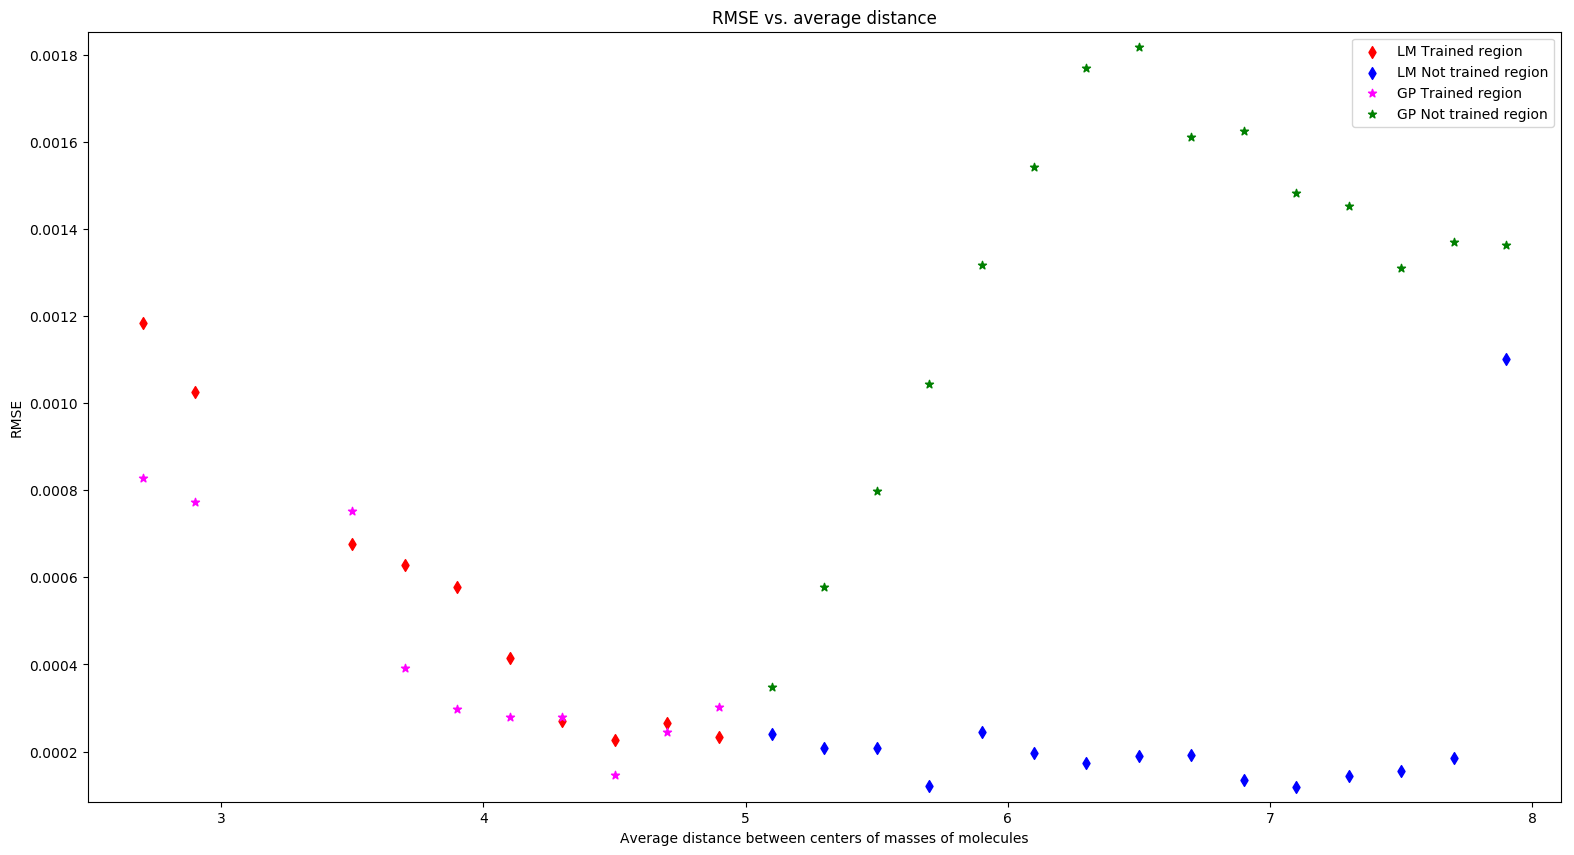 RMSE vs. average distance
LM Trained region
LM Not trained region
GP Trained region
GP Not trained region
RMSE
0.0018
0.0016
0.0014
0.0012
0.0010
0.0008
0.0006
0.0004
0.0002
3 4 5 6 7 8
Average distance between centers of masses of molecules